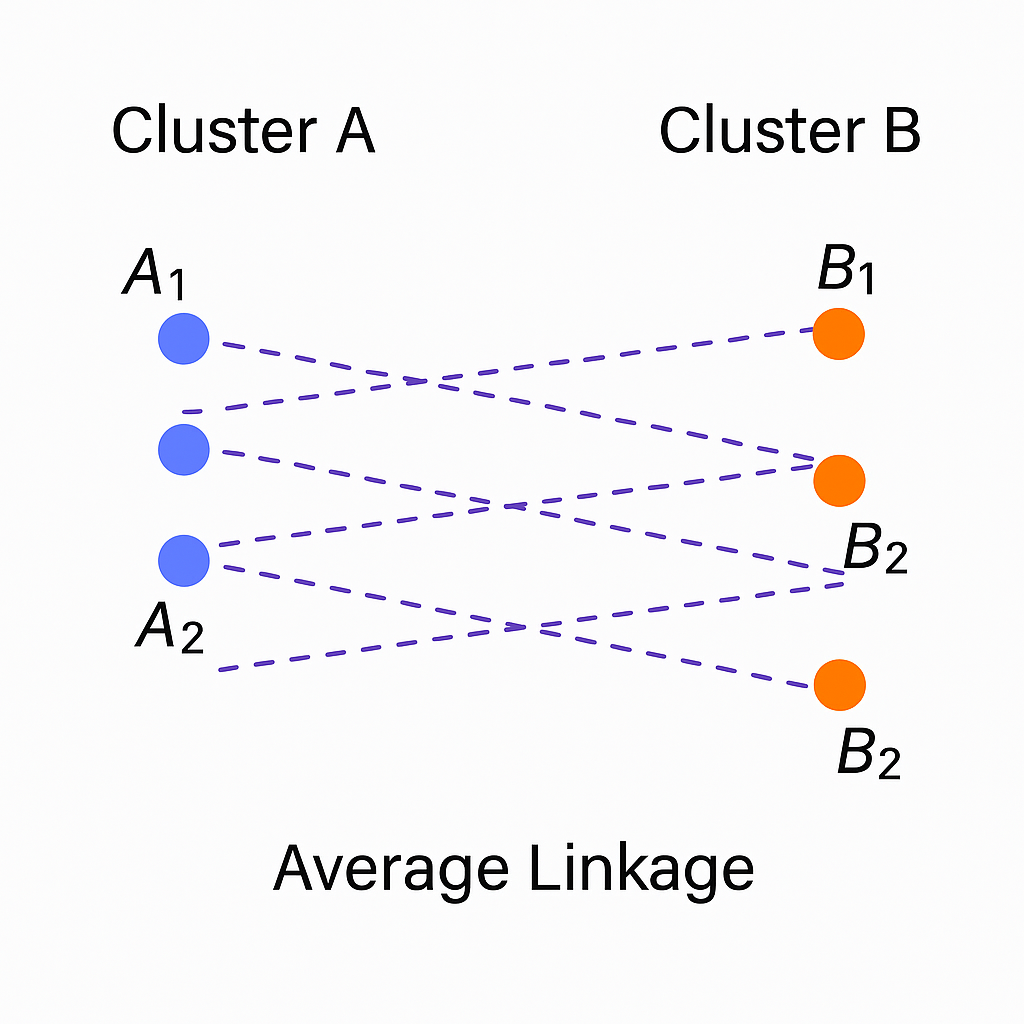 Cluster A
Cluster B
A₁
B₁
B₂
A₂
B₂
Average Linkage